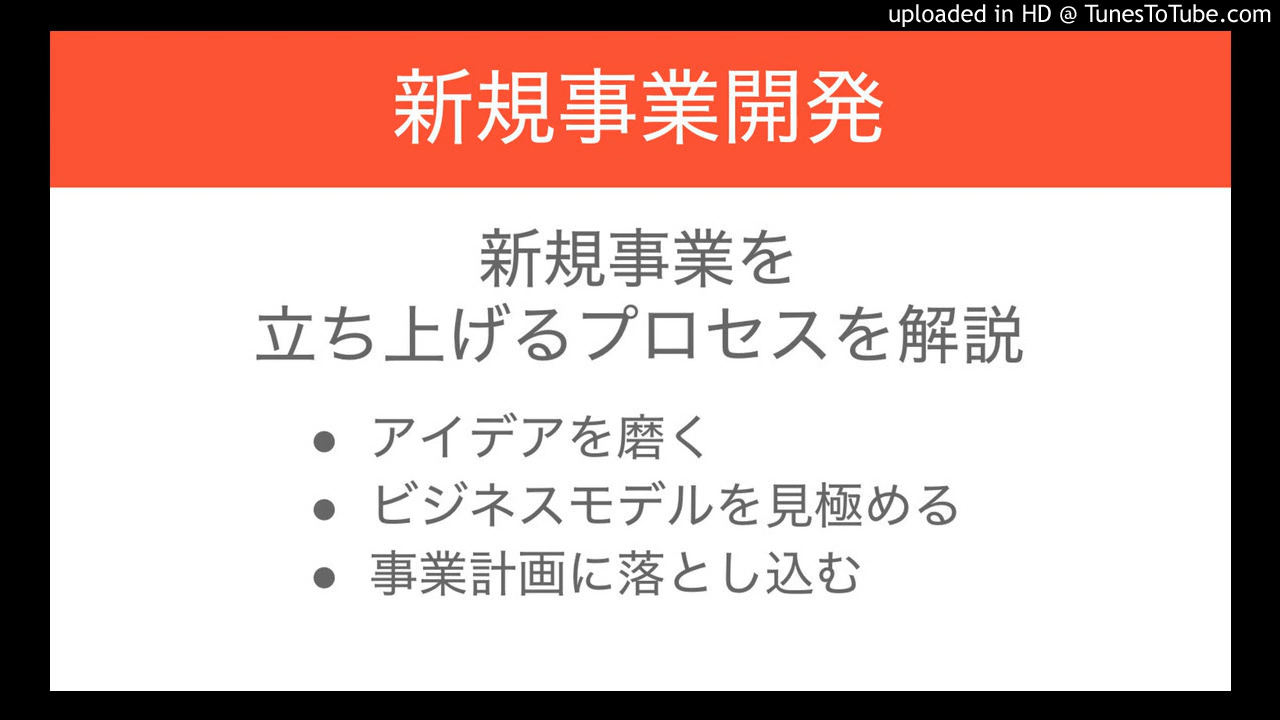 uploaded in HD @ TunesToTube.com
新規事業開発
新規事業を
立ち上げるプロセスを解説
● アイデアを磨く
● ビジネスモデルを見極める
● 事業計画に落とし込む